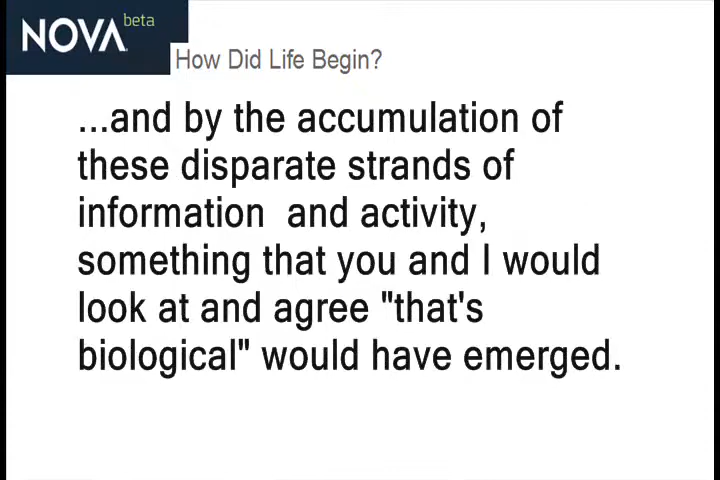 NOVA beta
How Did Life Begin?
...and by the accumulation of
these disparate strands of
information  and activity,
something that you and I would
look at and agree "that's
biological" would have emerged.